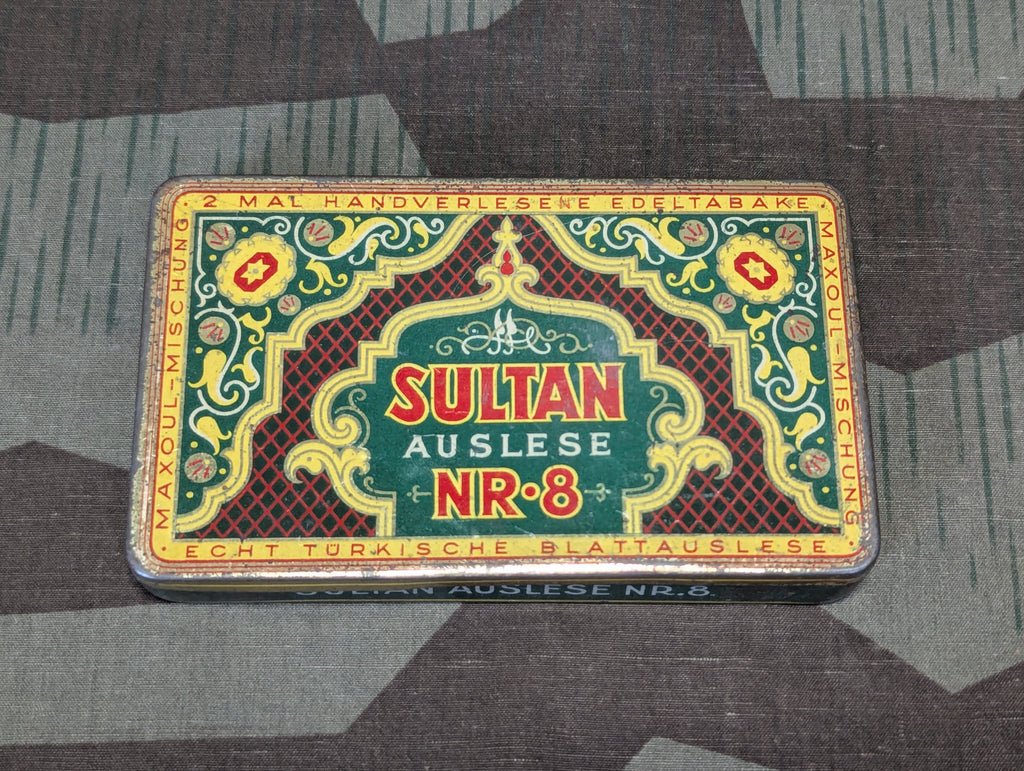 · 2 MAL HANDVERLESENE EDELTABAKE ·
MAXOUL-MISCHUNG
MAXOUL-MISCHUNG
SULTAN
AUSLESE
NR·8
· ECHT TÜRKISCHE BLATTAUSLESE ·
SULTAN AUSLESE NR.8.